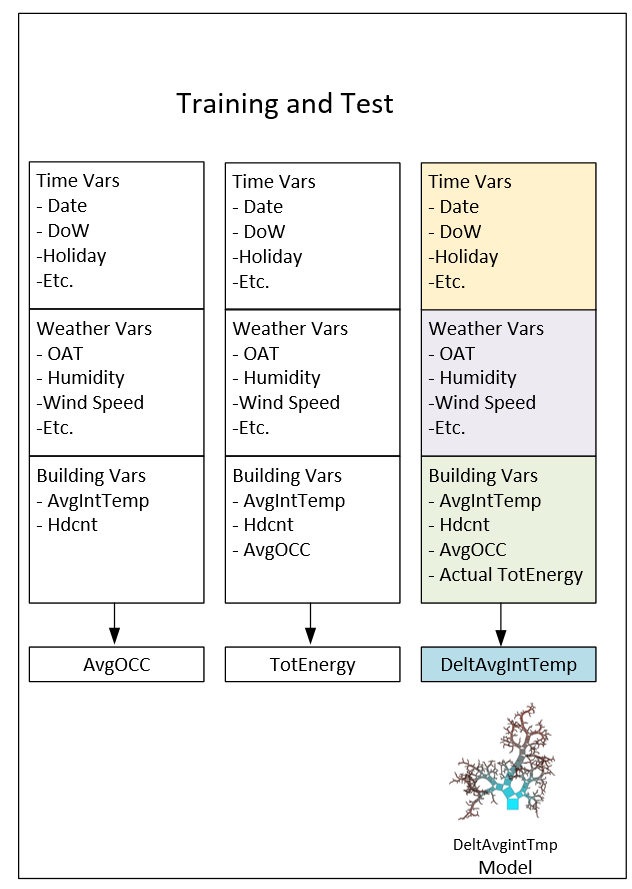 Training and Test
Time Vars
- Date
- DoW
-Holiday
-Etc.
Weather Vars
- OAT
- Humidity
-Wind Speed
-Etc.
Building Vars
- AvgIntTemp
- Hdcnt
AvgOCC
Time Vars
- Date
- DoW
-Holiday
-Etc.
Weather Vars
- OAT
- Humidity
-Wind Speed
-Etc.
Building Vars
- AvgIntTemp
- Hdcnt
- AvgOCC
TotEnergy
Time Vars
- Date
- DoW
-Holiday
-Etc.
Weather Vars
- OAT
- Humidity
-Wind Speed
-Etc.
Building Vars
- AvgIntTemp
- Hdcnt
- AvgOCC
- Actual TotEnergy
DeltAvgIntTemp
DeltAvgintTmp
Model